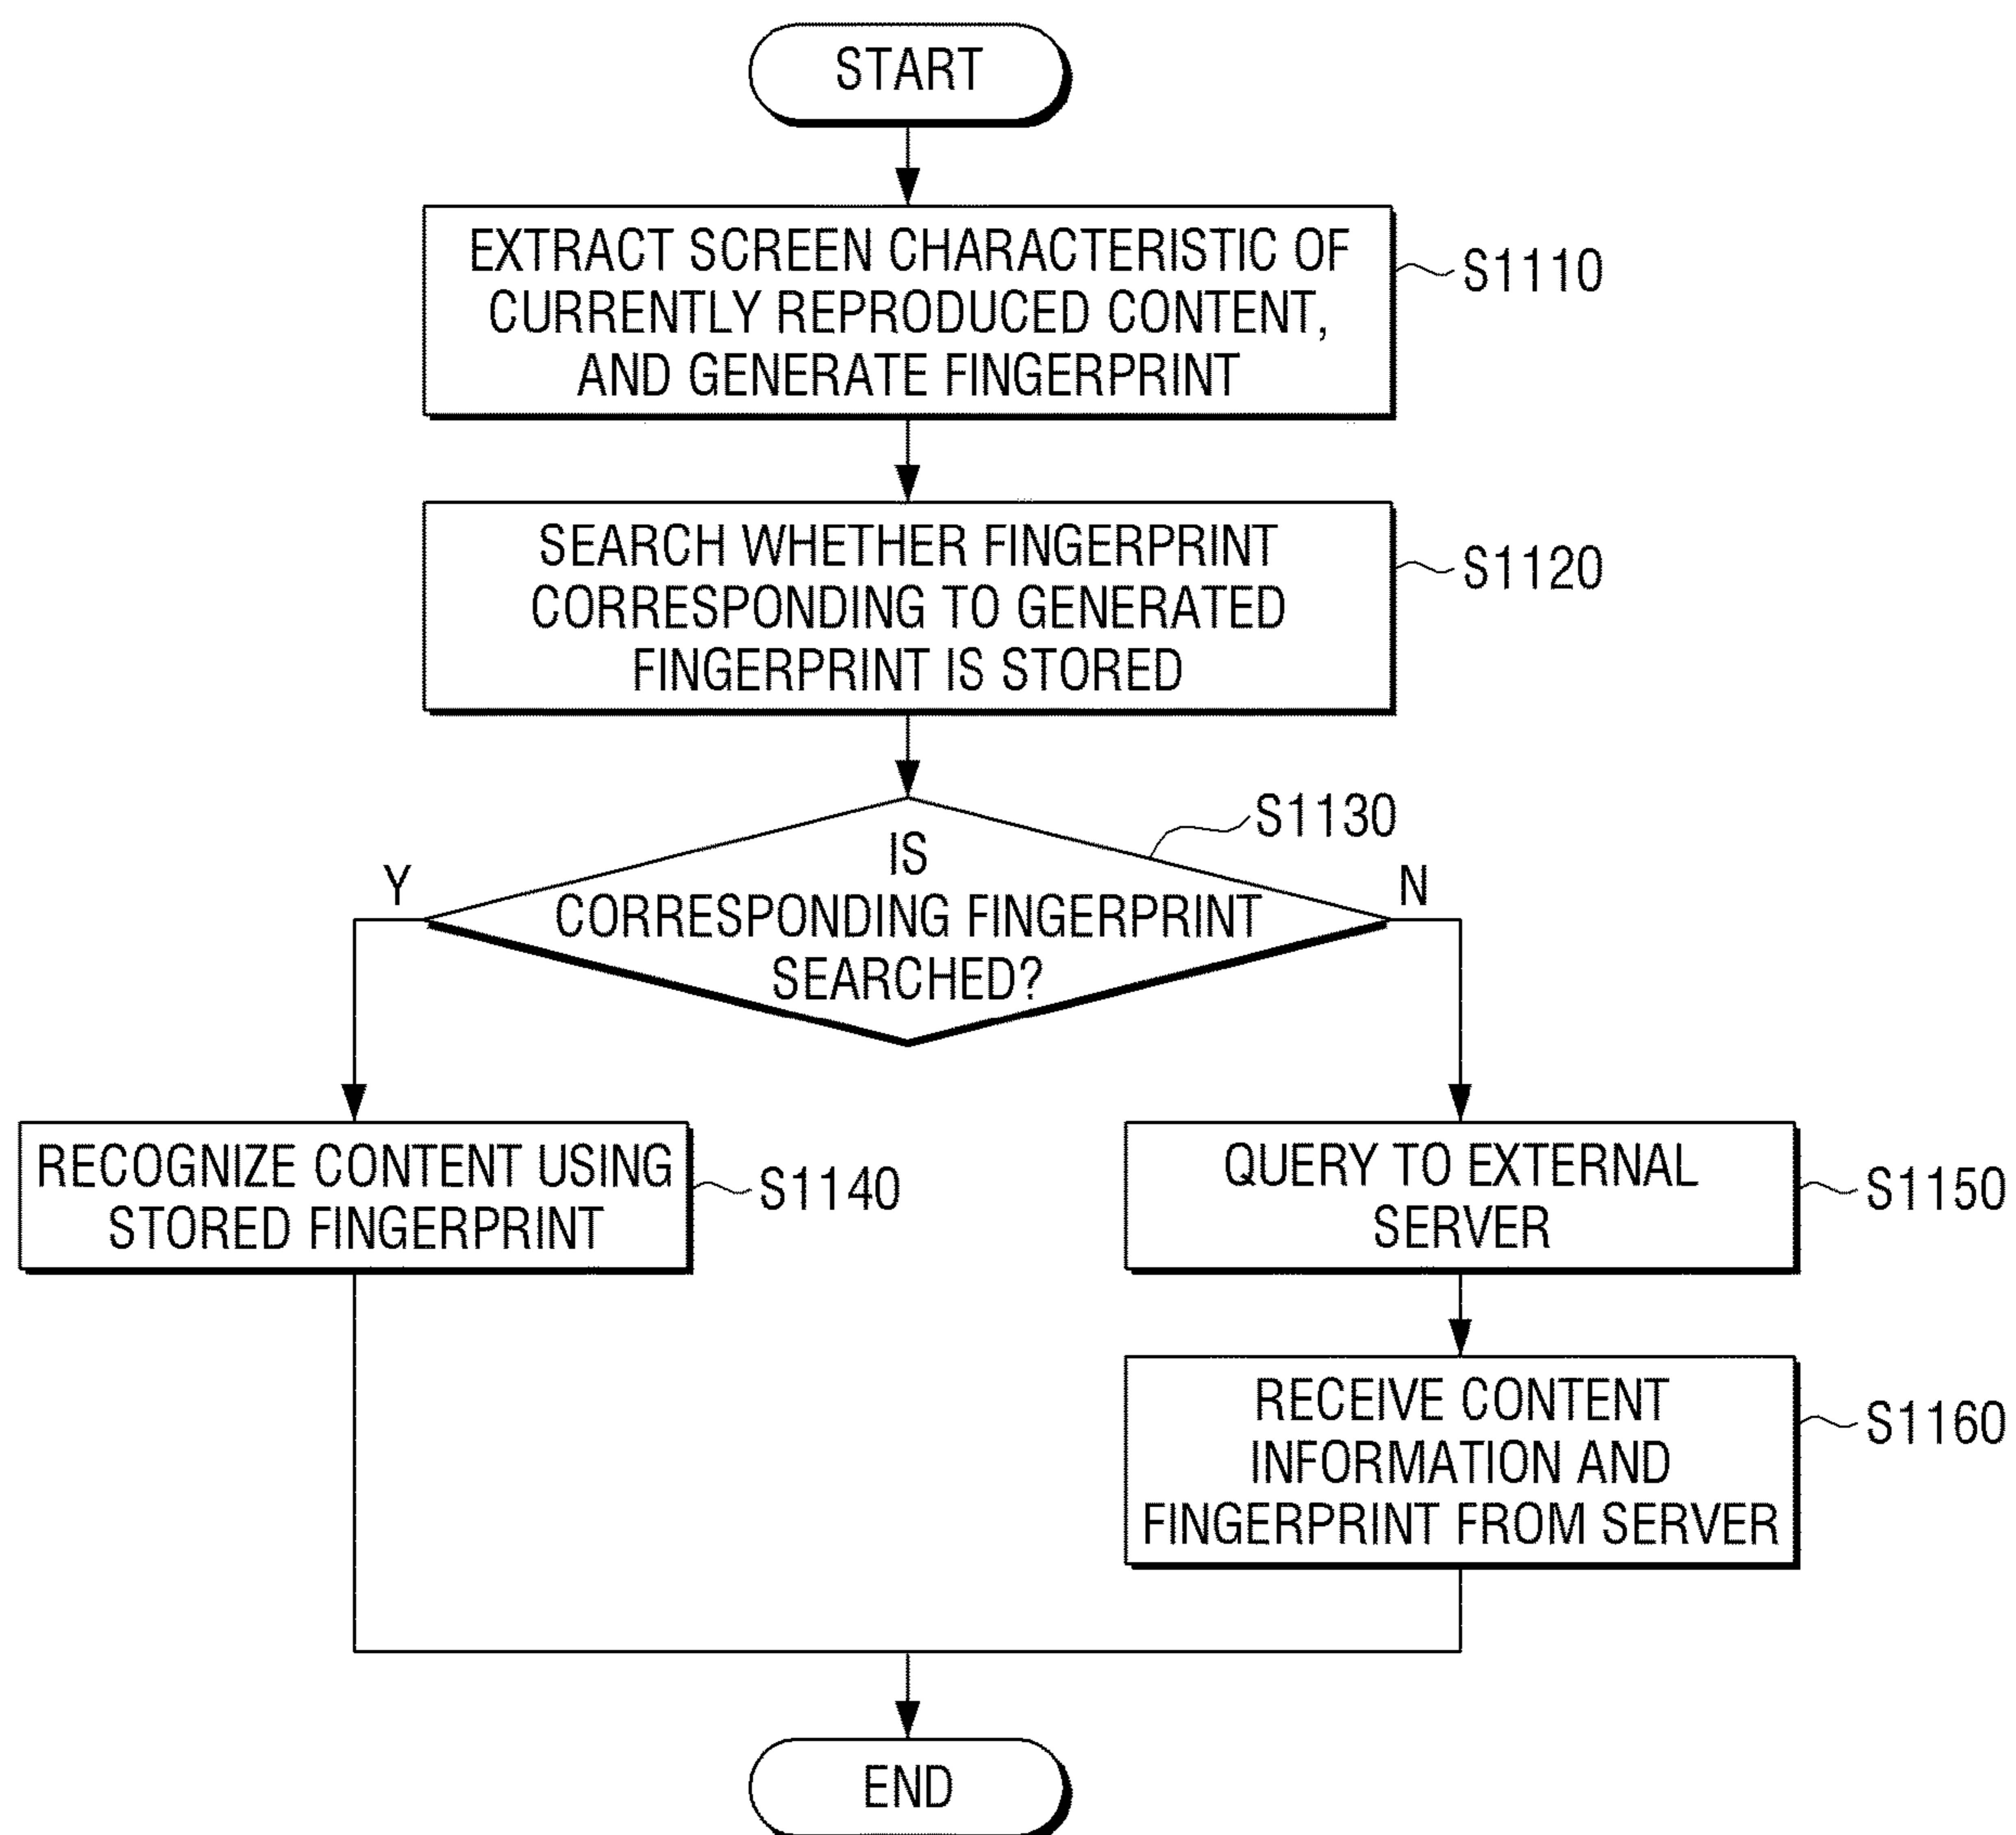 START
EXTRACT SCREEN CHARACTERISTIC OF
CURRENTLY REPRODUCED CONTENT,
AND GENERATE FINGERPRINT
S1110
SEARCH WHETHER FINGERPRINT
CORRESPONDING TO GENERATED
FINGERPRINT IS STORED
S1120
S1130
IS
CORRESPONDING FINGERPRINT
SEARCHED?
Y
N
RECOGNIZE CONTENT USING
STORED FINGERPRINT
S1140
QUERY TO EXTERNAL
SERVER
S1150
RECEIVE CONTENT
INFORMATION AND
FINGERPRINT FROM SERVER
S1160
END